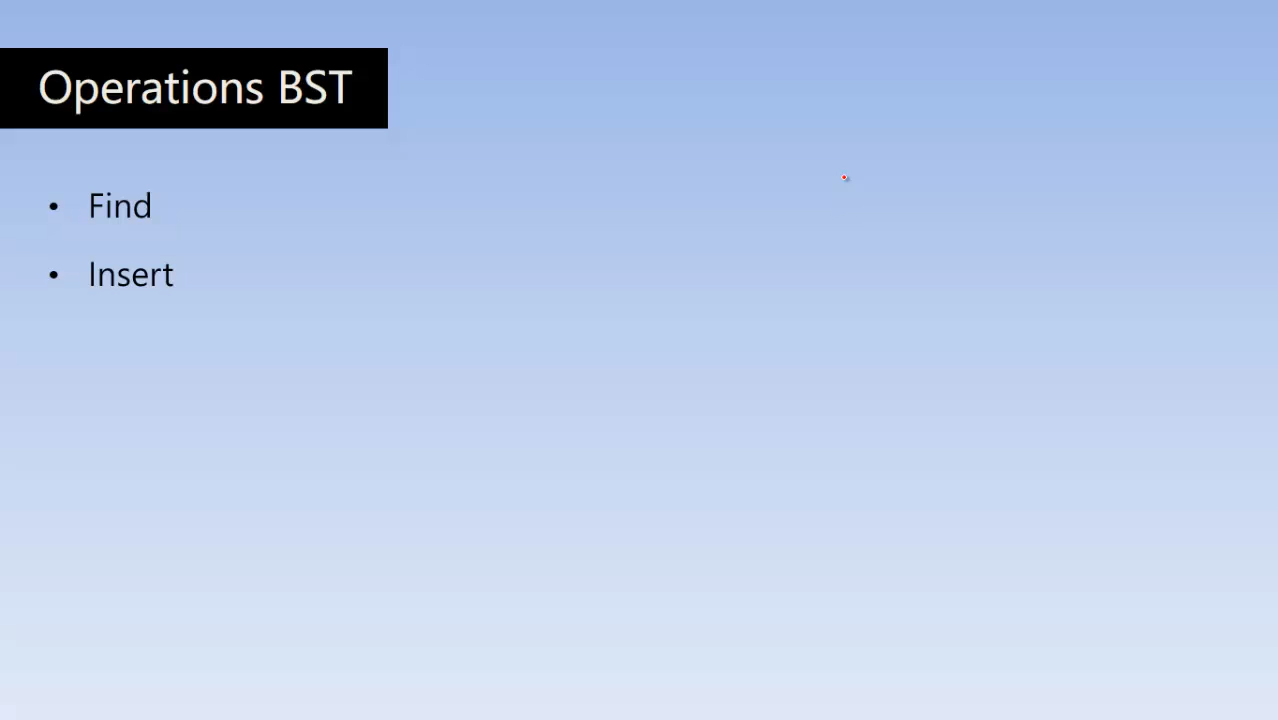 Operations BST
• Find
• Insert